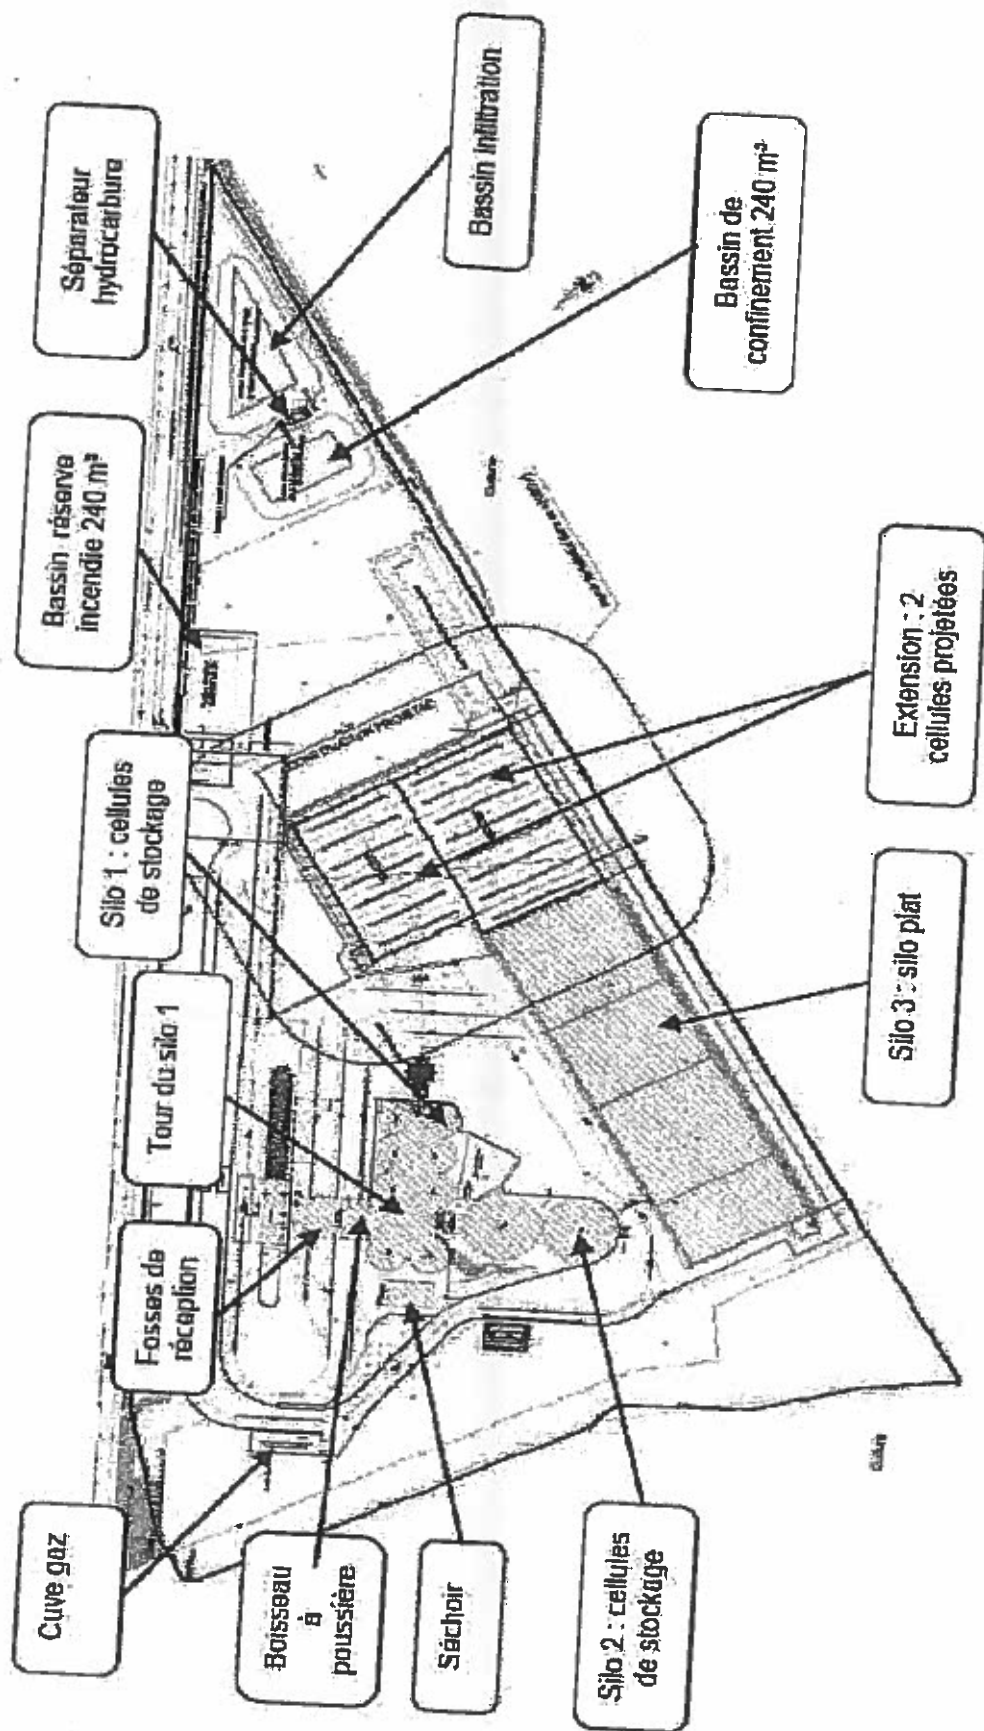 Cuve gaz
Fosses de
réception
Tour du silo 1
Silo 1 : cellules
de stockage
Bassin réserve
incendie 240 m³
Séparateur
hydrocarbure
Bassin infiltration
Bassin de
confinement 240 m³
Extension : 2
cellules projetées
Silo 3 : silo plat
Silo 2 : cellules
de stockage
Séchoir
Boisseau
à
poussière